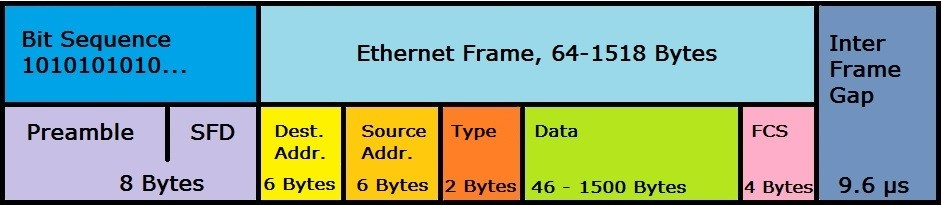 Bit Sequence
1010101010...
Ethernet Frame, 64-1518 Bytes
Inter
Frame
Gap
9.6 µs
Preamble
SFD
8 Bytes
Dest.
Addr.
6 Bytes
Source
Addr.
6 Bytes
Type
2 Bytes
Data
46 - 1500 Bytes
FCS
4 Bytes